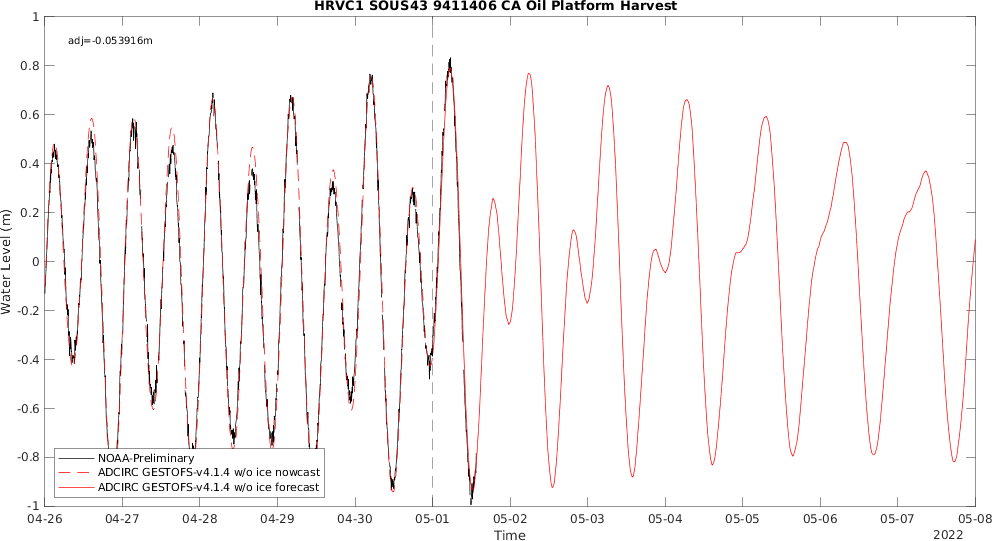 HRVC1 SOUS43 9411406 CA Oil Platform Harvest
adj=-0.053916m
1
0.8
0.6
0.4
0.2
0
-0.2
-0.4
-0.6
-0.8
-1
Water Level (m)
NOAA-Preliminary
ADCIRC GESTOFS-v4.1.4 w/o ice nowcast
ADCIRC GESTOFS-v4.1.4 w/o ice forecast
04-26 04-27 04-28 04-29 04-30 05-01 05-02 05-03 05-04 05-05 05-06 05-07 05-08
Time
2022